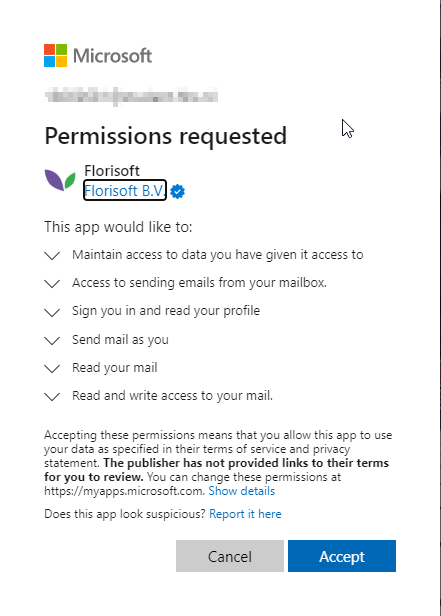 Microsoft
Permissions requested
Florisoft
Florisoft B.V.
This app would like to:
Maintain access to data you have given it access to
Access to sending emails from your mailbox.
Sign you in and read your profile
Send mail as you
Read your mail
Read and write access to your mail.
Accepting these permissions means that you allow this app to use
your data as specified in their terms of service and privacy
statement. The publisher has not provided links to their terms
for you to review. You can change these permissions at
https://myapps.microsoft.com. Show details
Does this app look suspicious? Report it here
Cancel
Accept